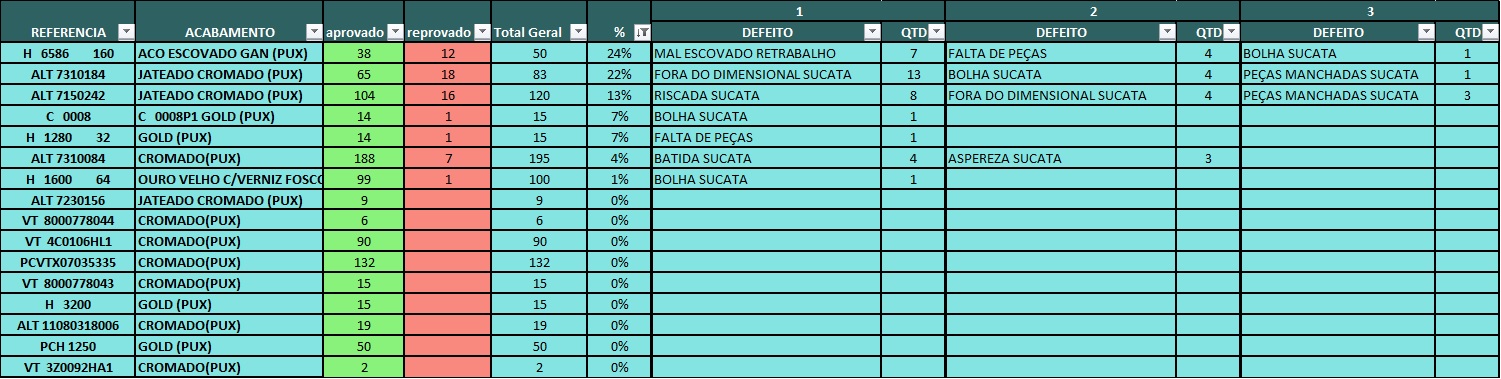 1 2 3
REFERENCIA ACABAMENTO aprovado reprovado Total Geral % DEFEITO QTD DEFEITO QTD DEFEITO QTD
H 6586 160 ACO ESCOVADO GAN (PUX) 38 12 50 24% MAL ESCOVADO RETRABALHO 7 FALTA DE PEÇAS 4 BOLHA SUCATA 1
ALT 7310184 JATEADO CROMADO (PUX) 65 18 83 22% FORA DO DIMENSIONAL SUCATA 13 BOLHA SUCATA 4 PEÇAS MANCHADAS SUCATA 1
ALT 7150242 JATEADO CROMADO (PUX) 104 16 120 13% RISCADA SUCATA 8 FORA DO DIMENSIONAL SUCATA 4 PEÇAS MANCHADAS SUCATA 3
C 0008 C 0008P1 GOLD (PUX) 14 1 15 7% BOLHA SUCATA 1
H 1280 32 GOLD (PUX) 14 1 15 7% FALTA DE PEÇAS 1
ALT 7310084 CROMADO(PUX) 188 7 195 4% BATIDA SUCATA 4 ASPEREZA SUCATA 3
H 1600 64 OURO VELHO C/VERNIZ FOSCO 99 1 100 1% BOLHA SUCATA 1
ALT 7230156 JATEADO CROMADO (PUX) 9 9 0%
VT 8000778044 CROMADO(PUX) 6 6 0%
VT 4C0106HL1 CROMADO(PUX) 90 90 0%
PCVTX07035335 CROMADO(PUX) 132 132 0%
VT 8000778043 CROMADO(PUX) 15 15 0%
H 3200 GOLD (PUX) 15 15 0%
ALT 11080318006 CROMADO(PUX) 19 19 0%
PCH 1250 GOLD (PUX) 50 50 0%
VT 3Z0092HA1 CROMADO(PUX) 2 2 0%